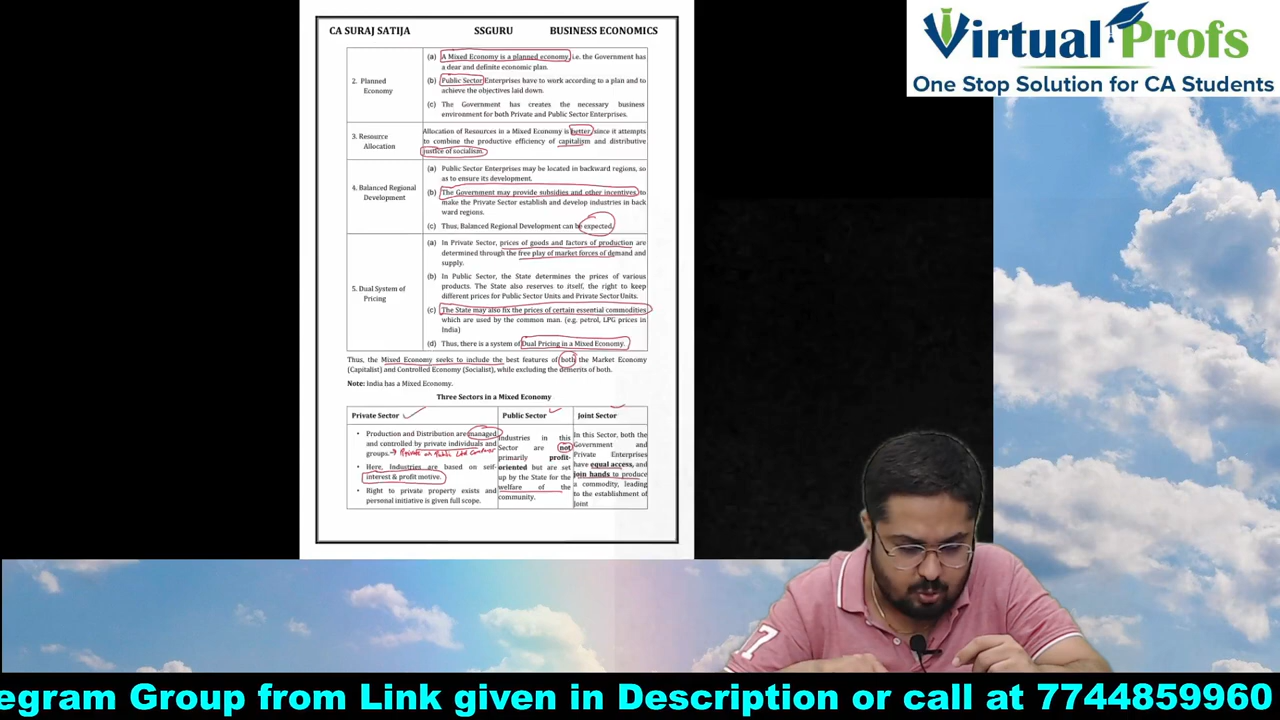 CA SURAJ SATIJA SSGURU BUSINESS ECONOMICS
2. Planned Economy
(a) A Mixed Economy is a planned economy, i.e. the Government has
a clear and definite economic plan.
(b) Public Sector Enterprises have to work according to a plan and to
achieve the objectives laid down.
(c) The Government has creates the necessary business
environment for both Private and Public Sector Enterprises.
3. Resource Allocation
Allocation of Resources in a Mixed Economy is better, since it attempts
to combine the productive efficiency of capitalism and distributive
justice of socialism.
4. Balanced Regional Development
(a) Public Sector Enterprises may be located in backward regions, so
as to ensure its development.
(b) The Government may provide subsidies and other incentives, to
make the Private Sector establish and develop industries in back
ward regions.
(c) Thus, Balanced Regional Development can be expected.
5. Dual System of Pricing
(a) In Private Sector, prices of goods and factors of production are
determined through the free play of market forces of demand and
supply.
(b) In Public Sector, the State determines the prices of various
products. The State also reserves to itself, the right to keep
different prices for Public Sector Units and Private Sector Units.
(c) The State may also fix the prices of certain essential commodities
which are used by the common man. (e.g. petrol, LPG prices in
India)
(d) Thus, there is a system of Dual Pricing in a Mixed Economy.
Thus, the Mixed Economy seeks to include the best features of both the Market Economy
(Capitalist) and Controlled Economy (Socialist), while excluding the demerits of both.
Note: India has a Mixed Economy.
Three Sectors in a Mixed Economy
Private Sector
• Production and Distribution are managed
and controlled by private individuals and
groups. → Private or Public Ltd
• Here, Industries are based on self-
interest & profit motive.
• Right to private property exists and
personal initiative is given full scope.
Public Sector
Industries in this
Sector are not
primarily profit-
oriented but are set
up by the State for the
welfare of the
community.
Joint Sector
In this Sector, both the
Government and
Private Enterprises
have equal access, and
join hands to produce
a commodity, leading
to the establishment of
Joint
Virtual Profs
One Stop Solution for CA Students
17
egram Group from Link given in Description or call at 7744859960